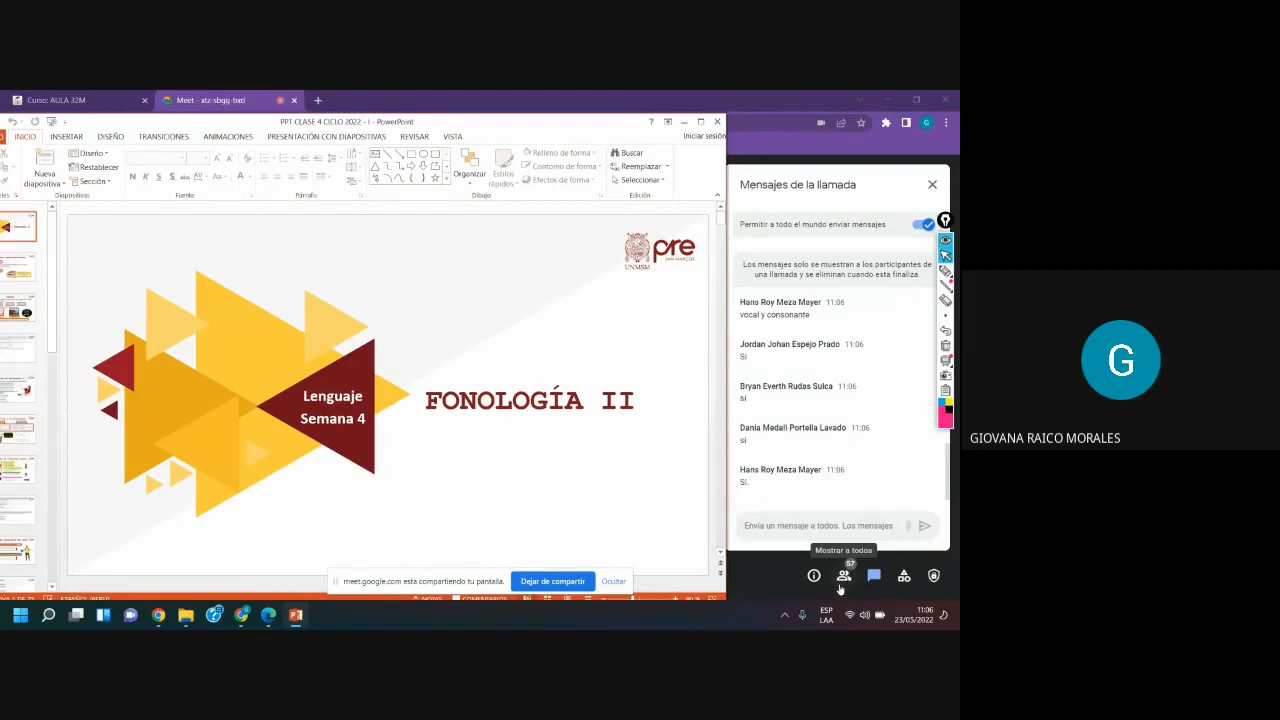 Curso: AULA 32M
Meet - xtz-sbgg-bxd
PPT CLASE 4 CICLO 2022 - I - PowerPoint
INICIO INSERTAR DISEÑO TRANSICIONES ANIMACIONES PRESENTACIÓN CON DIAPOSITIVAS REVISAR VISTA
Iniciar sesión
Nueva
diapositiva
Diseño
Restablecer
Sección
Diapositivas
N K S S abc AV Aa A
Fuente
Párrafo
Organizar
Estilos
rápidos
Relleno de forma
Contorno de forma
Efectos de forma
Dibujo
Buscar
Reemplazar
Seleccionar
Edición
UNMSM
pre
SAN MARCOS
Lenguaje
Semana 4
FONOLOGÍA II
meet.google.com está compartiendo tu pantalla.
Dejar de compartir
Ocultar
NOTAS
COMENTARIOS
Mensajes de la llamada
Permitir a todo el mundo enviar mensajes
Los mensajes solo se muestran a los participantes de
una llamada y se eliminan cuando esta finaliza.
Hans Roy Meza Mayer 11:06
vocal y consonante
Jordan Johan Espejo Prado 11:06
Si
Bryan Everth Rudas Sulca 11:06
si
Dania Medali Portella Lavado 11:06
si
Hans Roy Meza Mayer 11:06
Sí.
Envía un mensaje a todos. Los mensajes
Mostrar a todos
57
ESP
LAA
11:06
23/05/2022
G
GIOVANA RAICO MORALES